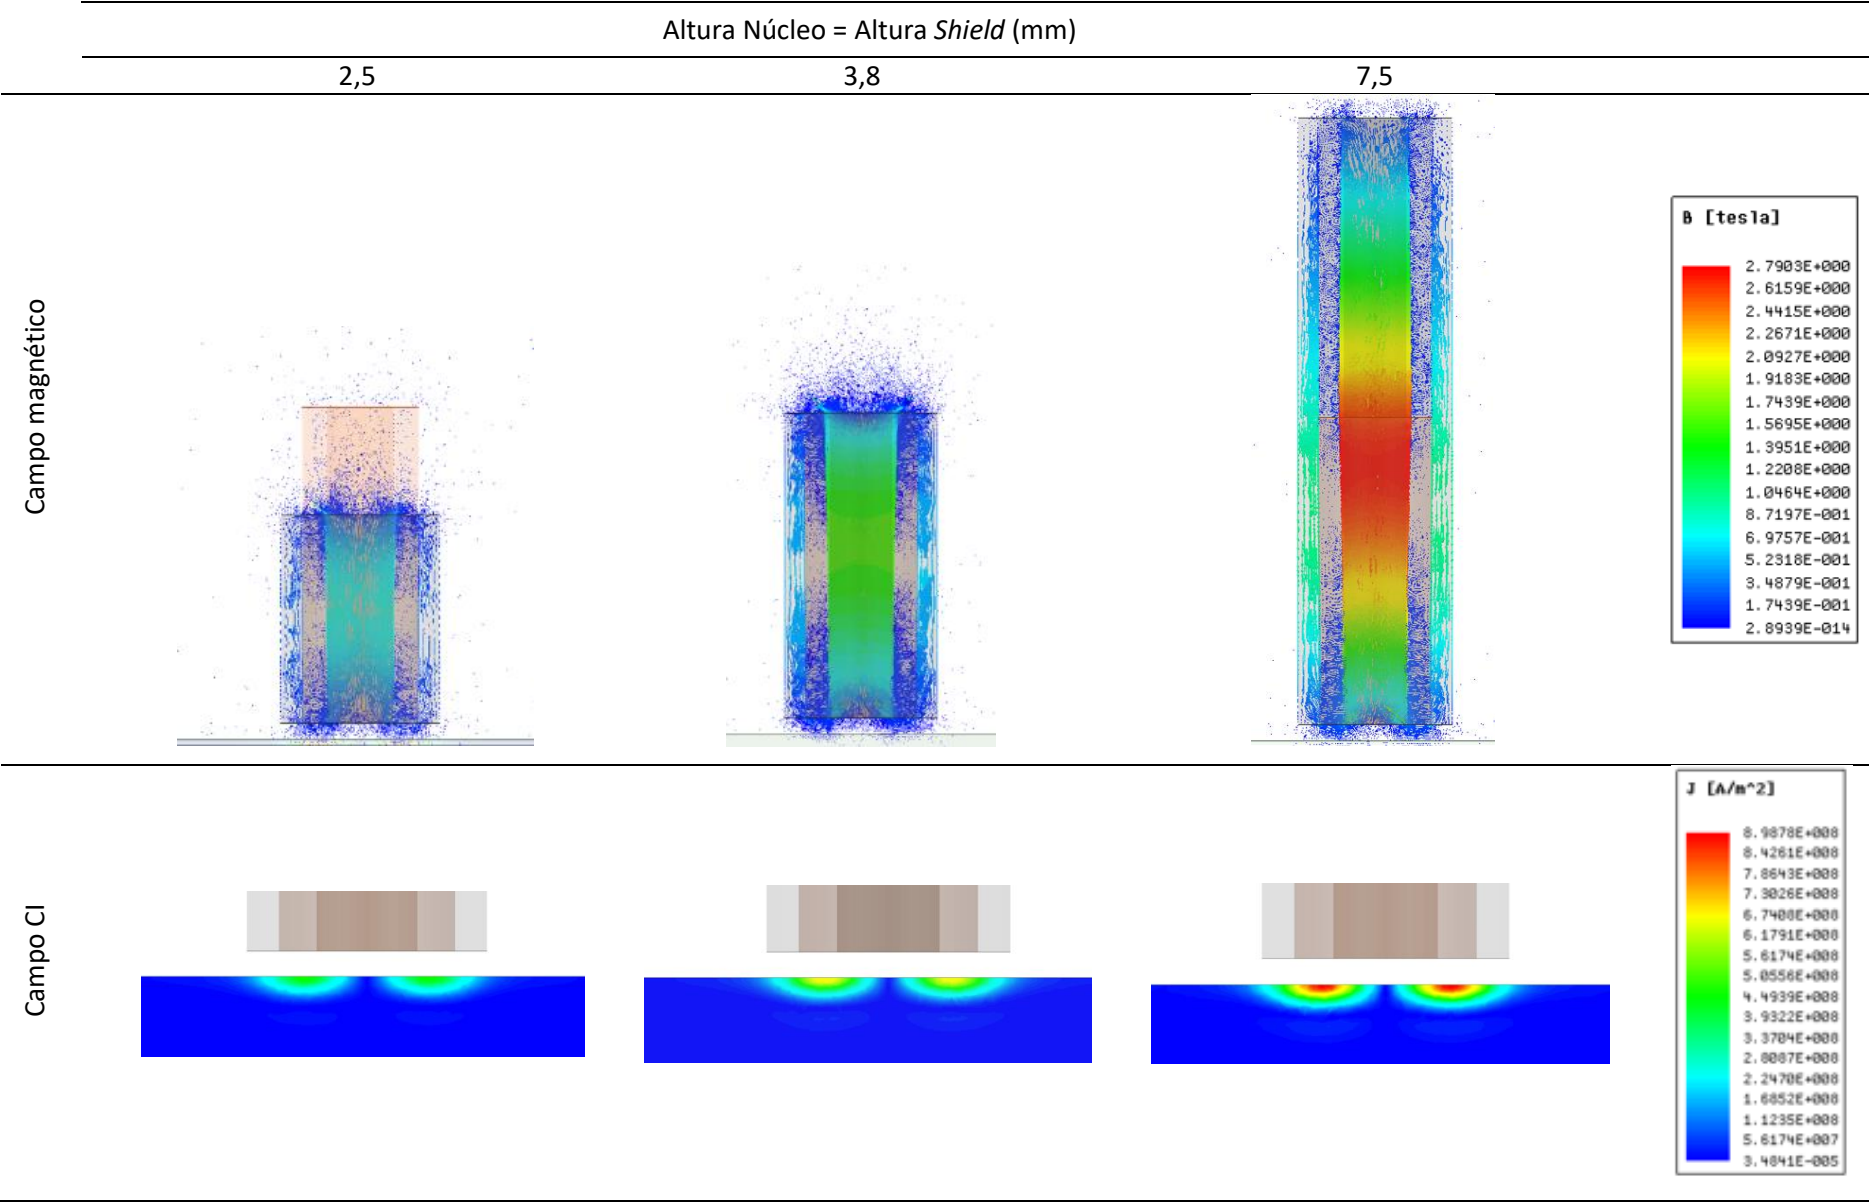 Altura Núcleo = Altura Shield (mm)
2,5 3,8 7,5
Campo magnético
B [tesla]
2.7903E+000
2.6159E+000
2.4415E+000
2.2671E+000
2.0927E+000
1.9183E+000
1.7439E+000
1.5695E+000
1.3951E+000
1.2208E+000
1.0464E+000
8.7197E-001
6.9757E-001
5.2318E-001
3.4879E-001
1.7439E-001
2.8939E-014
Campo CI
J [A/m^2]
8.9878E+008
8.4261E+008
7.8643E+008
7.3026E+008
6.7408E+008
6.1791E+008
5.6174E+008
5.0556E+008
4.4939E+008
3.9322E+008
3.3704E+008
2.8087E+008
2.2470E+008
1.6852E+008
1.1235E+008
5.6174E+007
3.4841E-005